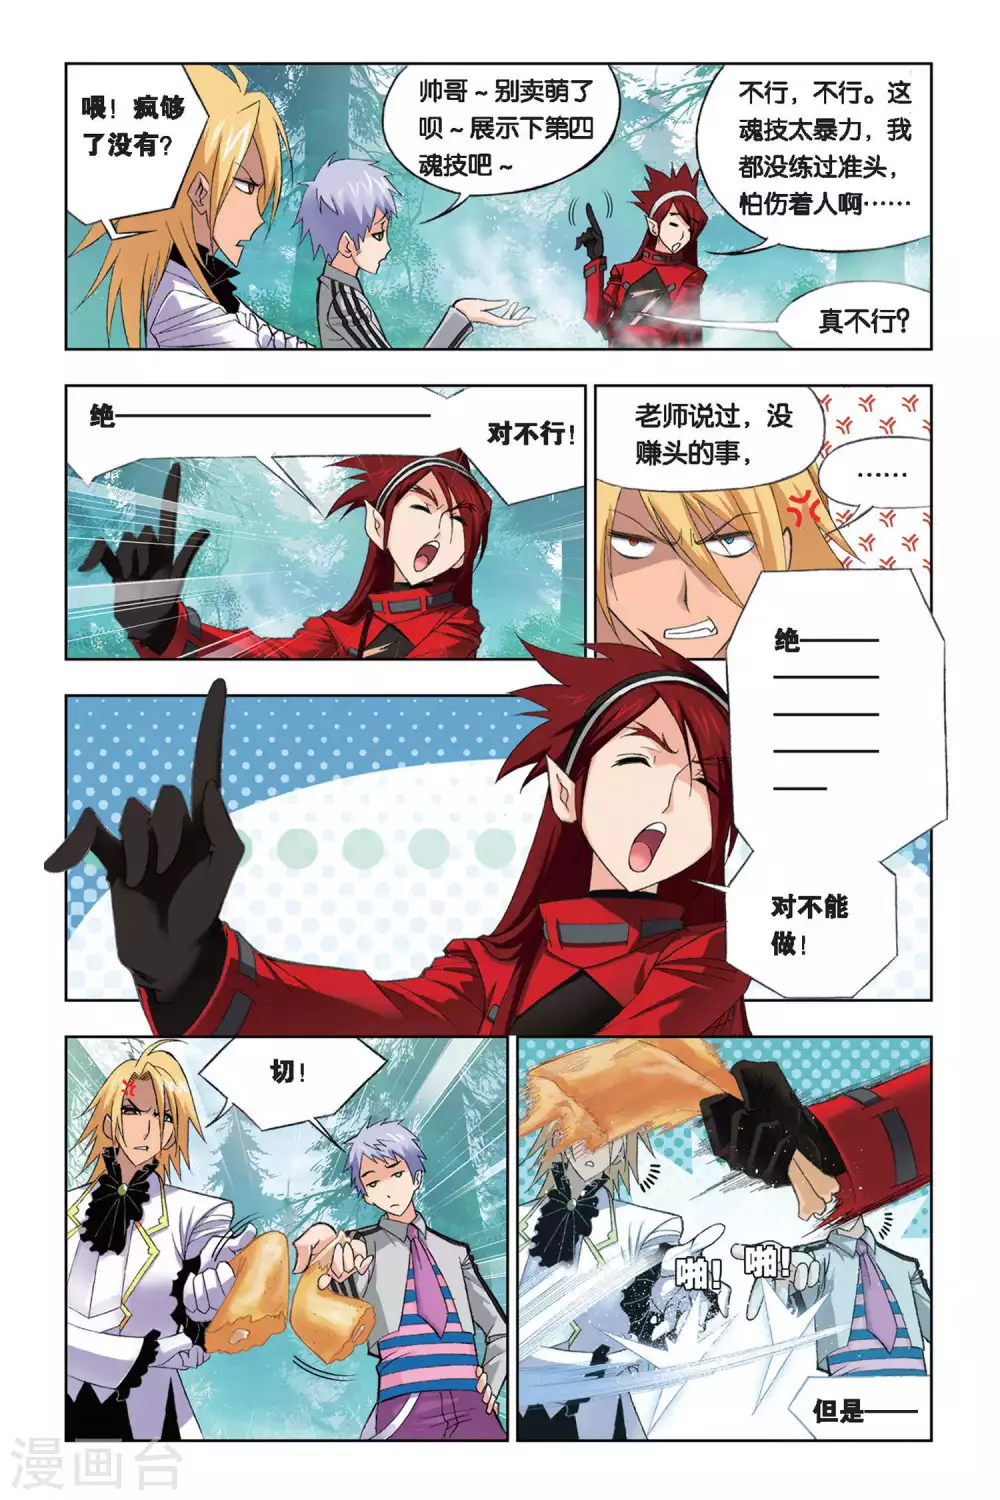 喂！疯够
了没有？
帅哥～别卖萌了
呗～展示下第四
魂技吧～
不行，不行。这
魂技太暴力，我
都没练过准头，
怕伤着人啊……
真不行？
绝————————
对不行！
老师说过，没
赚头的事，
……
绝———
————
————
————
——
对不能
做！
切！
啪！
啪！
但是——
漫画台